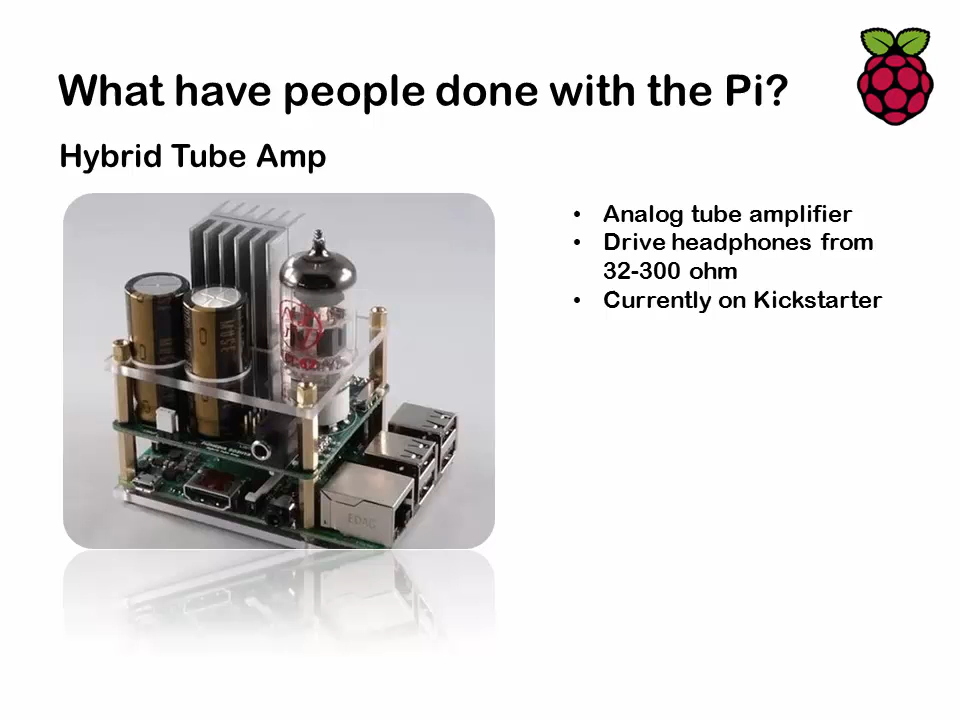 What have people done with the Pi?
Hybrid Tube Amp
• Analog tube amplifier
• Drive headphones from
32-300 ohm
• Currently on Kickstarter
MUSE